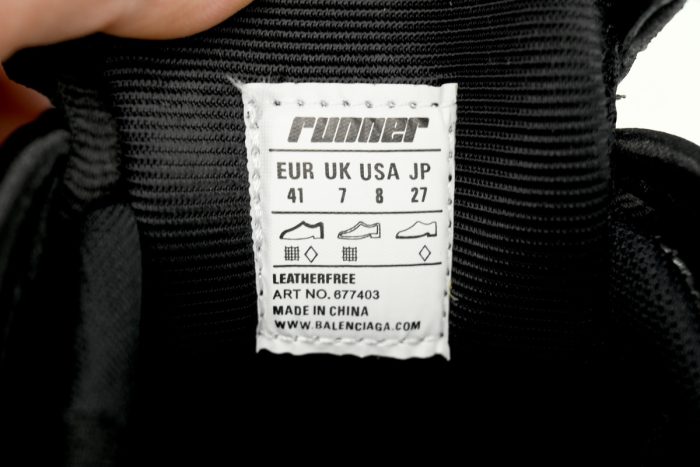 runner
EUR UK USA JP
41 7 8 27
LEATHERFREE
ART NO. 677403
MADE IN CHINA
WWW.BALENCIAGA.COM